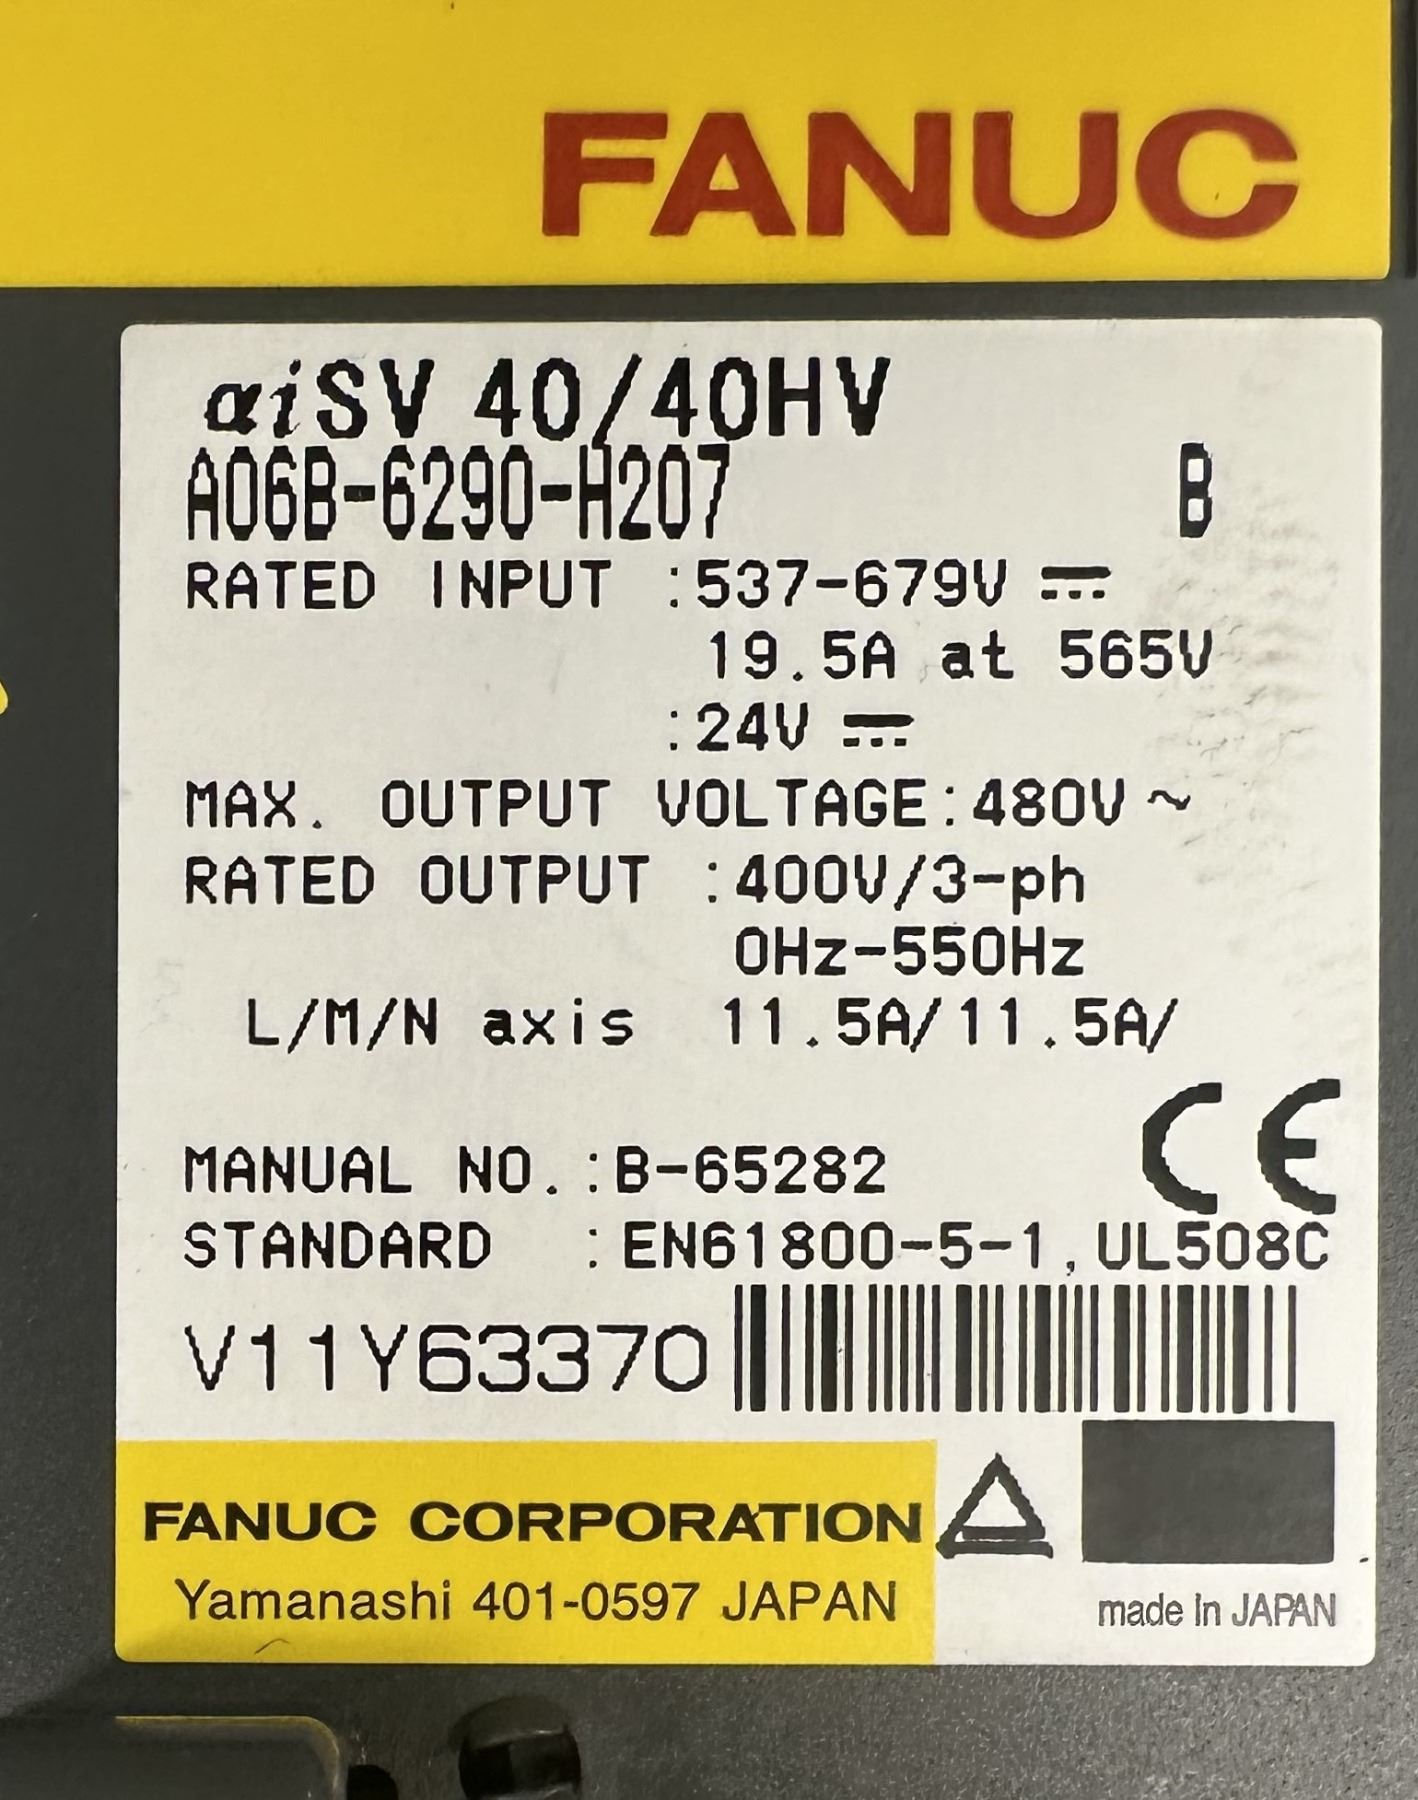 FANUC
αiSV 40/40HV
A06B-6290-H207 B
RATED INPUT :537-679V ⎓
19.5A at 565V
:24V ⎓
MAX. OUTPUT VOLTAGE:480V~
RATED OUTPUT :400V/3-ph
0Hz-550Hz
L/M/N axis 11.5A/11.5A/
MANUAL NO.:B-65282
CE
STANDARD :EN61800-5-1,UL508C
V11Y63370
FANUC CORPORATION
Yamanashi 401-0597 JAPAN
made in JAPAN